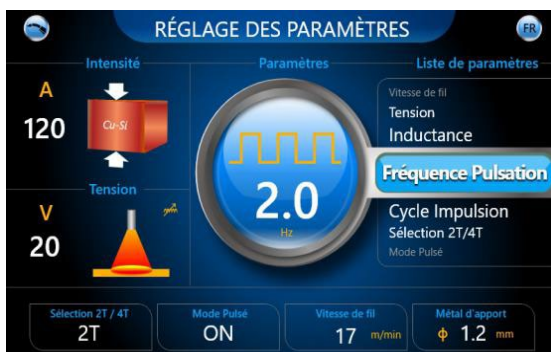 RÉGLAGE DES PARAMÈTRES
FR
Intensité
A
120
Cu-Si
Tension
V
20
Paramètres
2.0
Hz
Liste de paramètres
Vitesse de fil
Tension
Inductance
Fréquence Pulsation
Cycle Impulsion
Sélection 2T/4T
Mode Pulsé
Sélection 2T / 4T
2T
Mode Pulsé
ON
Vitesse de fil
17 m/min
Métal d'apport
ϕ 1.2 mm